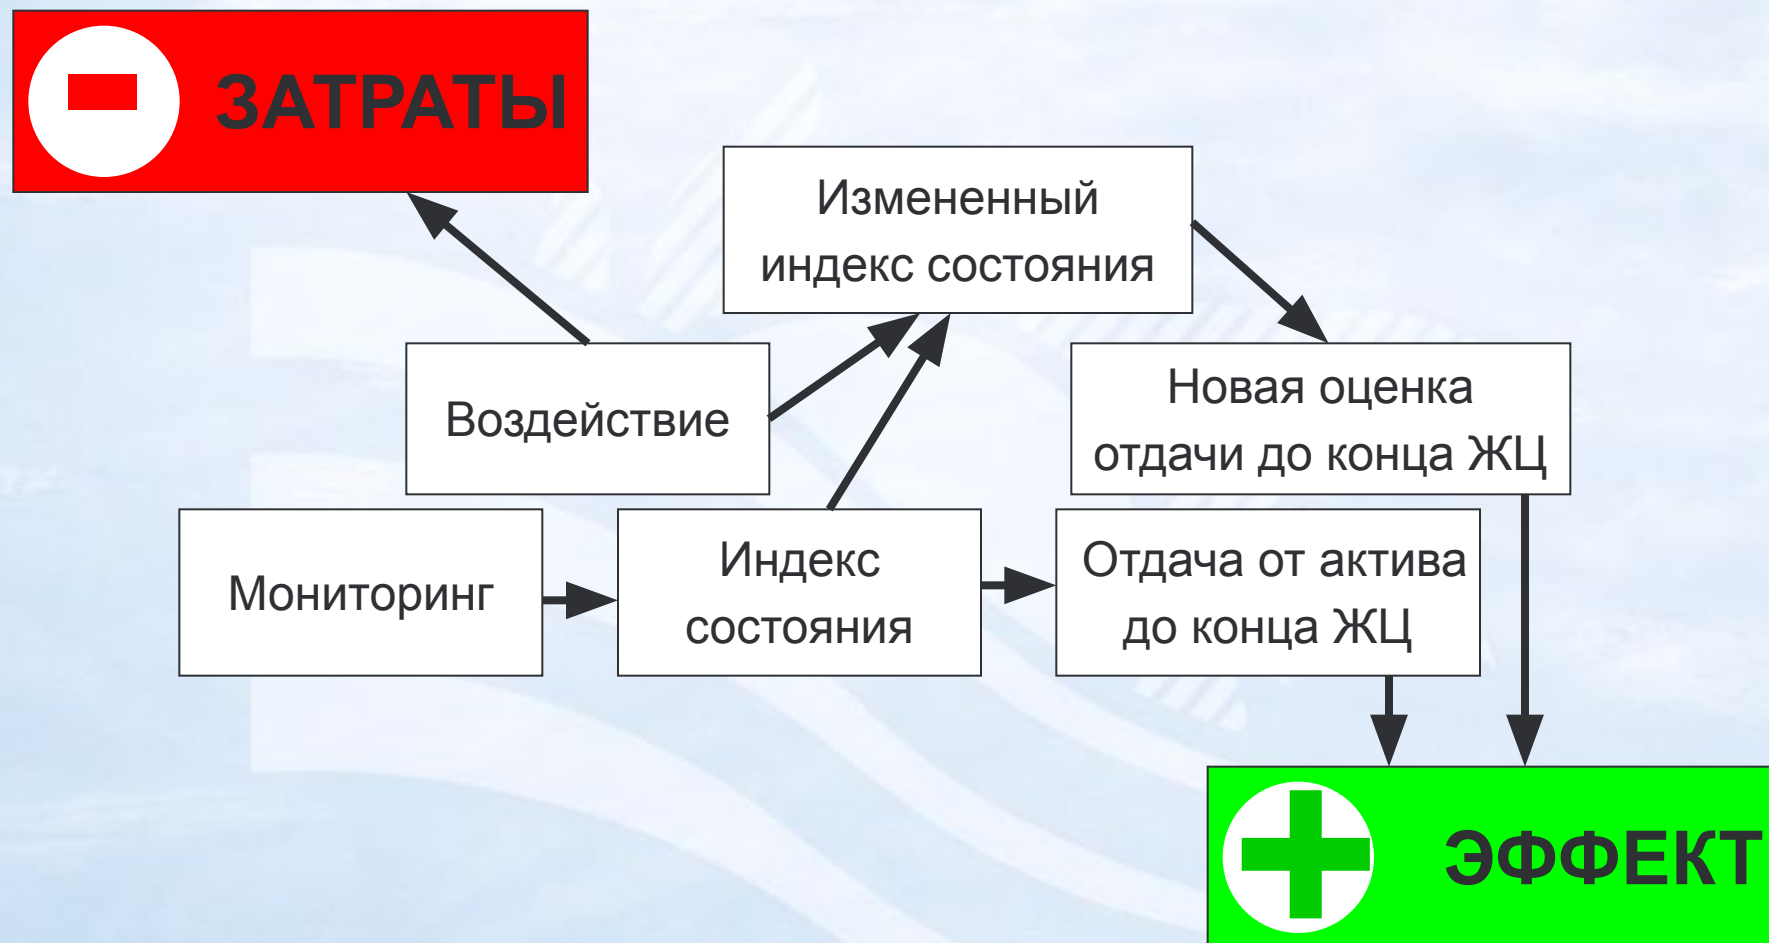 ЗАТРАТЫ
Измененный
индекс состояния
Воздействие
Новая оценка
отдачи до конца ЖЦ
Мониторинг
Индекс
состояния
Отдача от актива
до конца ЖЦ
ЭФФЕКТ